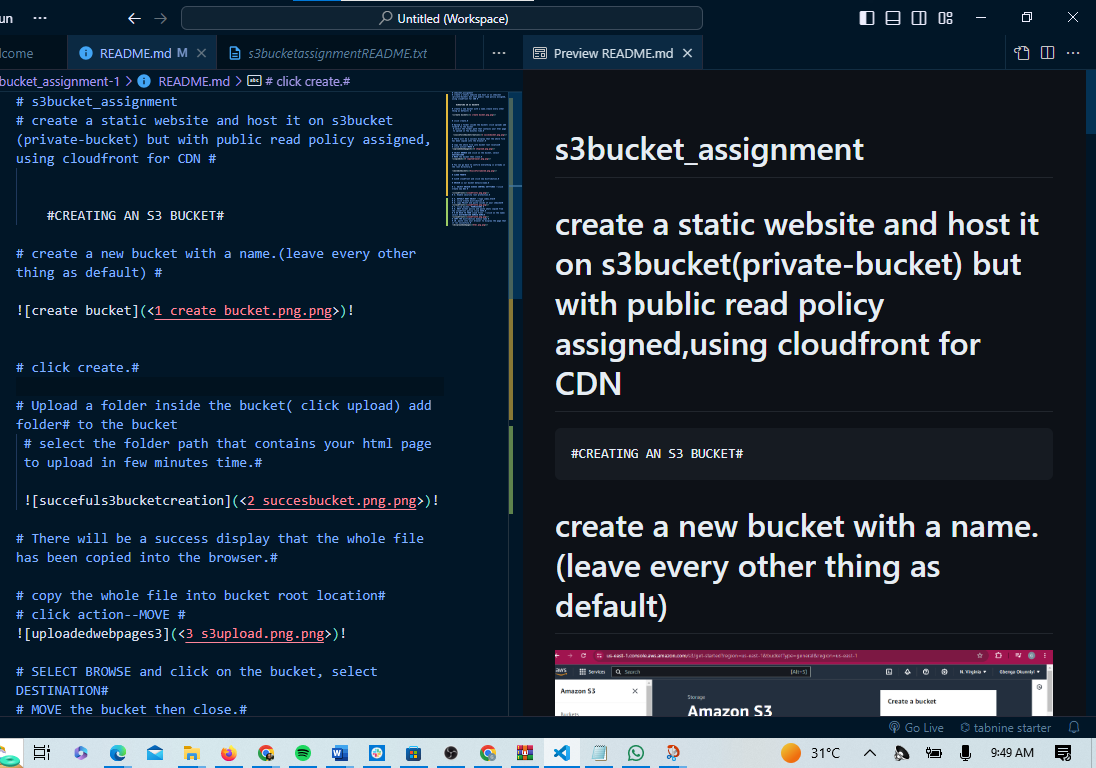 un ··· Untitled (Workspace)
lcome README.md M s3bucketassignmentREADME.txt ··· Preview README.md ···
bucket_assignment-1 > README.md > abc # click create.#
# s3bucket_assignment
# create a static website and host it on s3bucket
(private-bucket) but with public read policy assigned,
using cloudfront for CDN #
#CREATING AN S3 BUCKET#
# create a new bucket with a name.(leave every other
thing as default) #
![create bucket](<1 create bucket.png.png>)!
# click create.#
# Upload a folder inside the bucket( click upload) add
folder# to the bucket
# select the folder path that contains your html page
to upload in few minutes time.#
![succefuls3bucketcreation](<2 succesbucket.png.png>)!
# There will be a success display that the whole file
has been copied into the browser.#
# copy the whole file into bucket root location#
# click action--MOVE #
![uploadedwebpages3](<3 s3upload.png.png>)!
# SELECT BROWSE and click on the bucket, select
DESTINATION#
# MOVE the bucket then close.#
s3bucket_assignment
create a static website and host it
on s3bucket(private-bucket) but
with public read policy
assigned,using cloudfront for
CDN
#CREATING AN S3 BUCKET#
create a new bucket with a name.
(leave every other thing as
default)
aws Services Search [Alt+S] N. Virginia
Amazon S3
Buckets
Storage
Amazon S3
Create a bucket
Go Live tabnine starter
31°C 9:49 AM